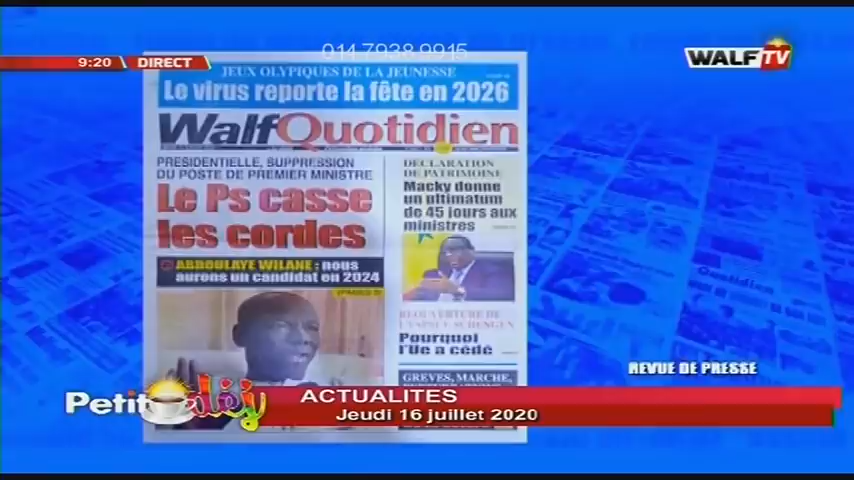 014 7938 9915
9:20
DIRECT
WALF TV
JEUX OLYMPIQUES DE LA JEUNESSE
Le virus reporte la fête en 2026
WalfQuotidien
PRESIDENTIELLE, SUPPRESSION
DU POSTE DE PREMIER MINISTRE
Le Ps casse
les cordes
ABDOULAYE WILANE : nous
aurons un candidat en 2024
DECLARATION
DE PATRIMOINE
Macky donne
un ultimatum
de 45 jours aux
ministres
REOUVERTURE DE
Pourquoi
l'Ue a cédé
GREVES, MARCHE,
REVUE DE PRESSE
Petit déj
ACTUALITES
Jeudi 16 juillet 2020